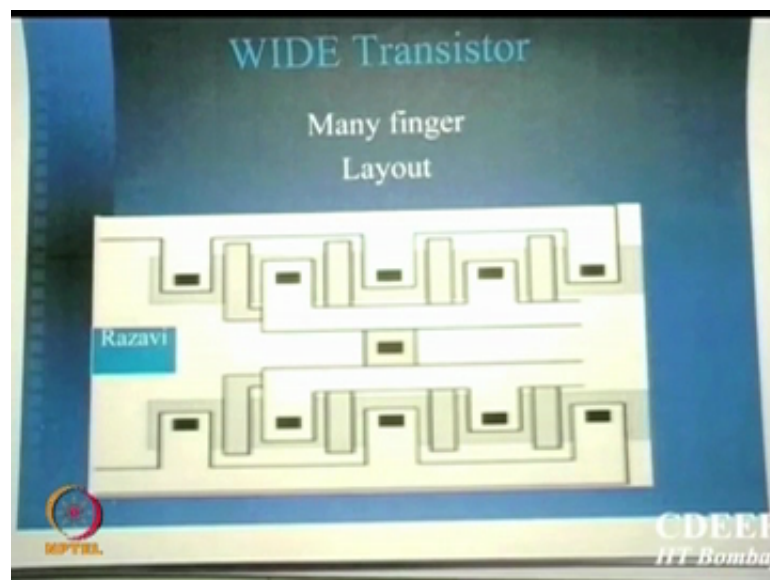 WIDE Transistor
Many finger
Layout
Razavi
NPTEL
CDEEP
IIT Bombay